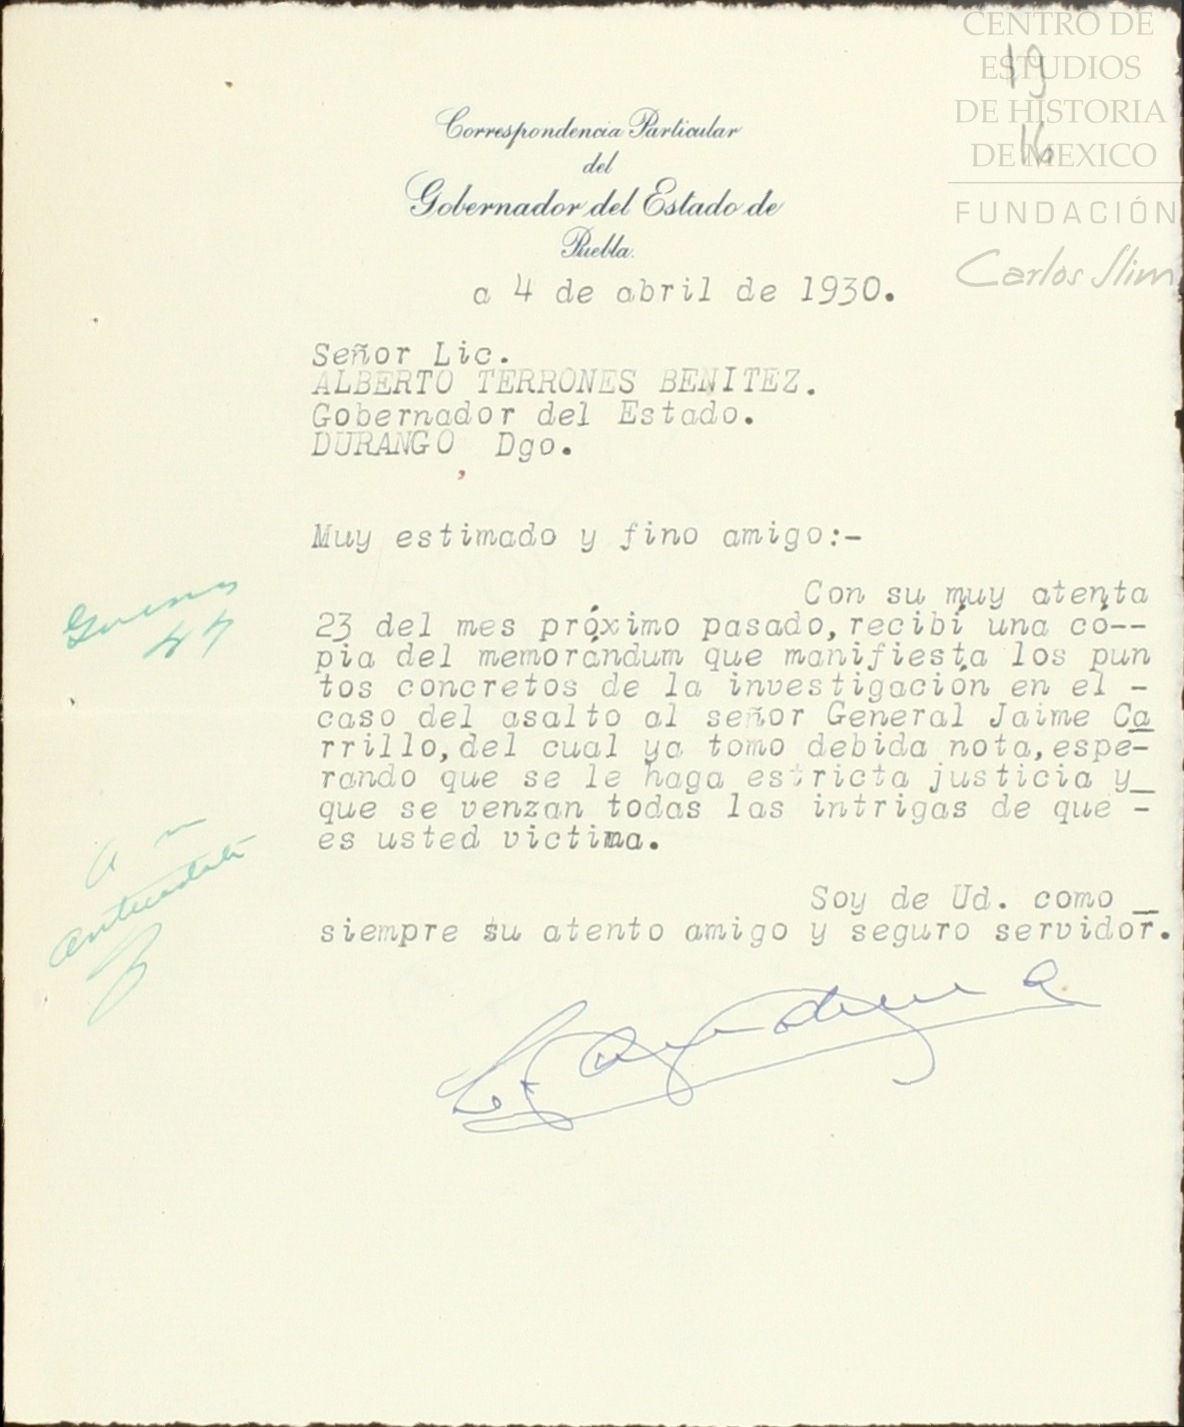 CENTRO DE
ESTUDIOS
DE HISTORIA
DE MEXICO
FUNDACIÓN
Carlos Slim
19
16
Correspondencia Particular
del
Gobernador del Estado de
Puebla.
a 4 de abril de 1930.
Señor Lic.
ALBERTO TERRONES BENITEZ.
Gobernador del Estado.
DURANGO, Dgo.
Muy estimado y fino amigo:-
Con su muy atenta
23 del mes próximo pasado, recibí una co--
pia del memorándum que manifiesta los pun
tos concretos de la investigación en el -
caso del asalto al señor General Jaime Ca
rrillo, del cual ya tomo debida nota, espe-
rando que se le haga estricta justicia y_
que se venzan todas las intrigas de que -
es usted victima.
Soy de Ud. como _
siempre su atento amigo y seguro servidor.